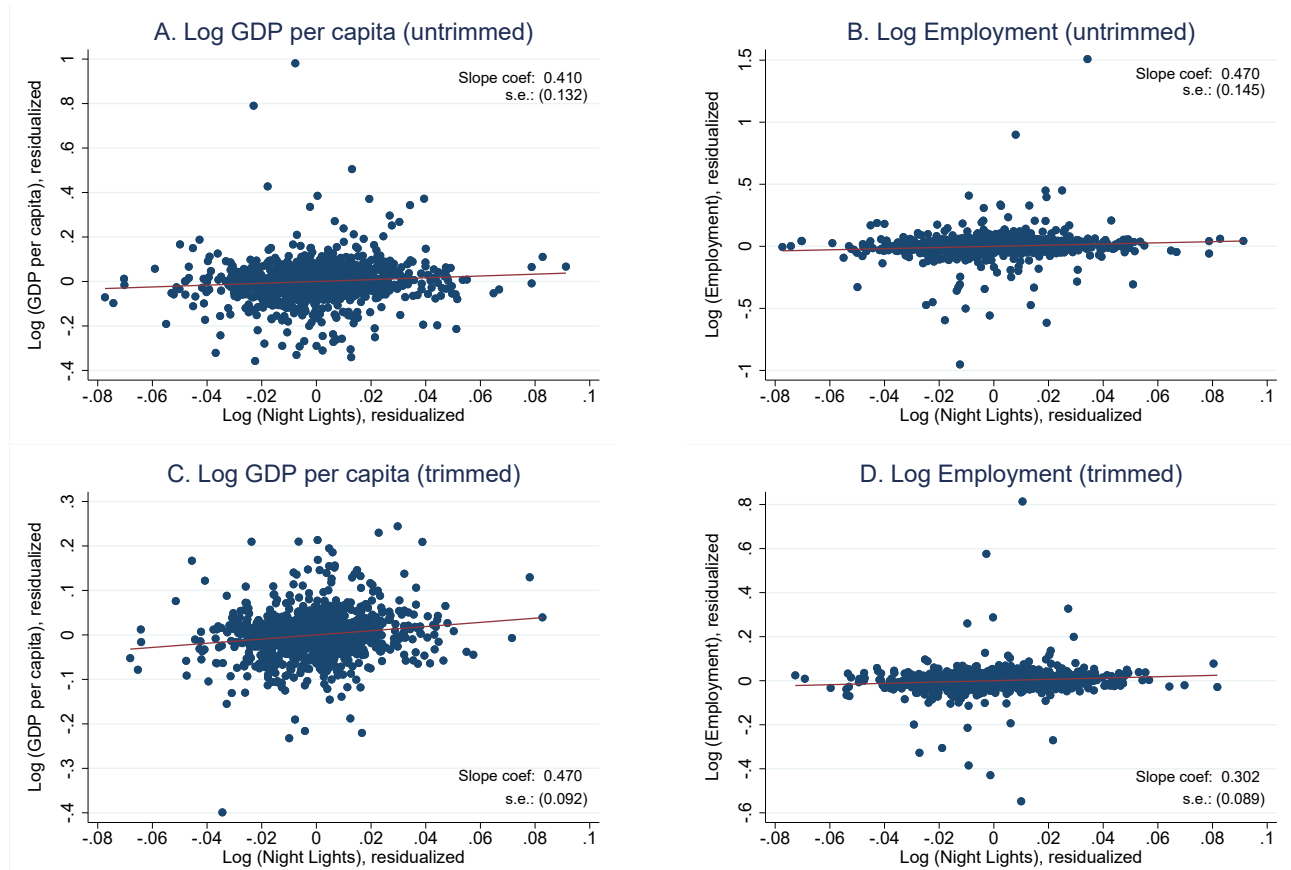 A. Log GDP per capita (untrimmed)
Slope coef: 0.410
s.e.: (0.132)
Log (GDP per capita), residualized
1
.8
.6
.4
.2
0
-.2
-.4
-.08 -.06 -.04 -.02 0 .02 .04 .06 .08 .1
Log (Night Lights), residualized
B. Log Employment (untrimmed)
Slope coef: 0.470
s.e.: (0.145)
Log (Employment), residualized
1.5
1
.5
0
-.5
-1
-.08 -.06 -.04 -.02 0 .02 .04 .06 .08 .1
Log (Night Lights), residualized
C. Log GDP per capita (trimmed)
Log (GDP per capita), residualized
.3
.2
.1
0
-.1
-.2
-.3
-.4
Slope coef: 0.470
s.e.: (0.092)
-.08 -.06 -.04 -.02 0 .02 .04 .06 .08 .1
Log (Night Lights), residualized
D. Log Employment (trimmed)
Log (Employment), residualized
.8
.6
.4
.2
0
-.2
-.4
-.6
Slope coef: 0.302
s.e.: (0.089)
-.08 -.06 -.04 -.02 0 .02 .04 .06 .08 .1
Log (Night Lights), residualized